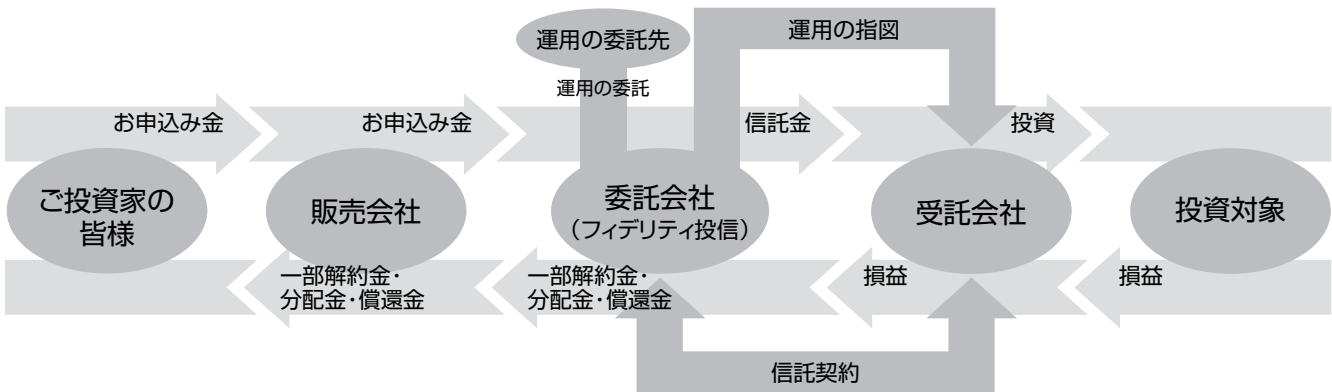 運用の委託先
運用の指図
運用の委託
お申込み金
お申込み金
信託金
投資
ご投資家の
皆様
販売会社
委託会社
（フィデリティ投信）
受託会社
投資対象
一部解約金・
分配金・償還金
一部解約金・
分配金・償還金
損益
損益
信託契約